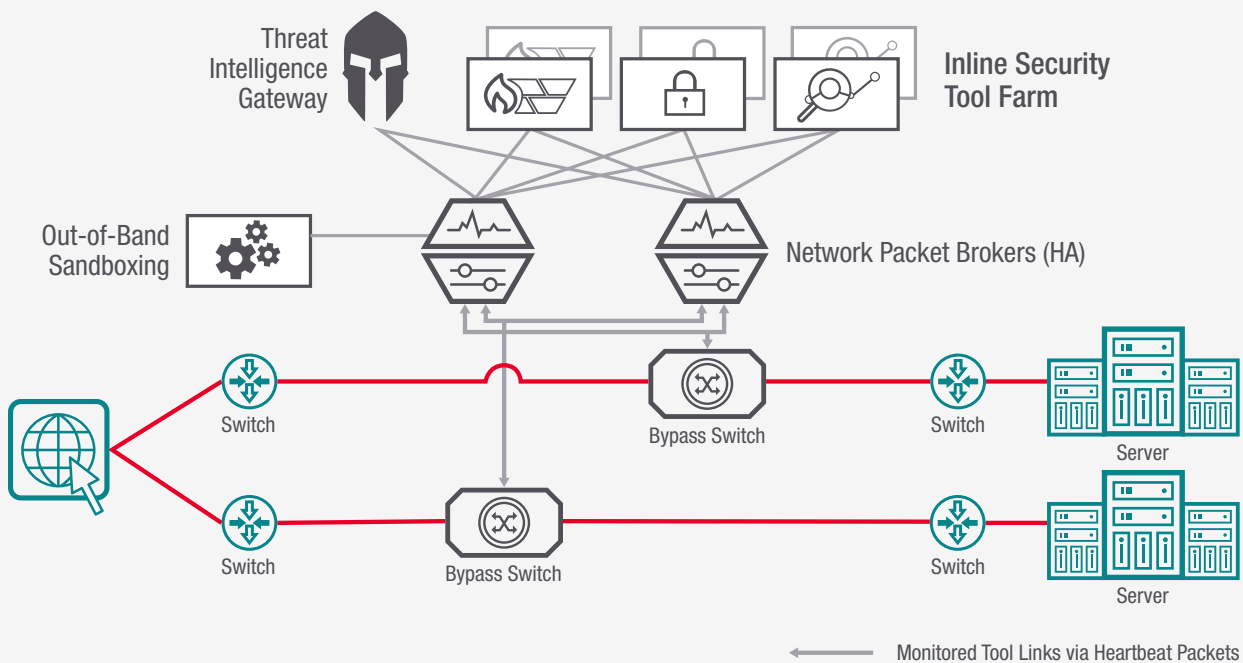 Threat
Intelligence
Gateway
Inline Security
Tool Farm
Out-of-Band
Sandboxing
Network Packet Brokers (HA)
Switch
Bypass Switch
Switch
Server
Switch
Bypass Switch
Switch
Server
Monitored Tool Links via Heartbeat Packets